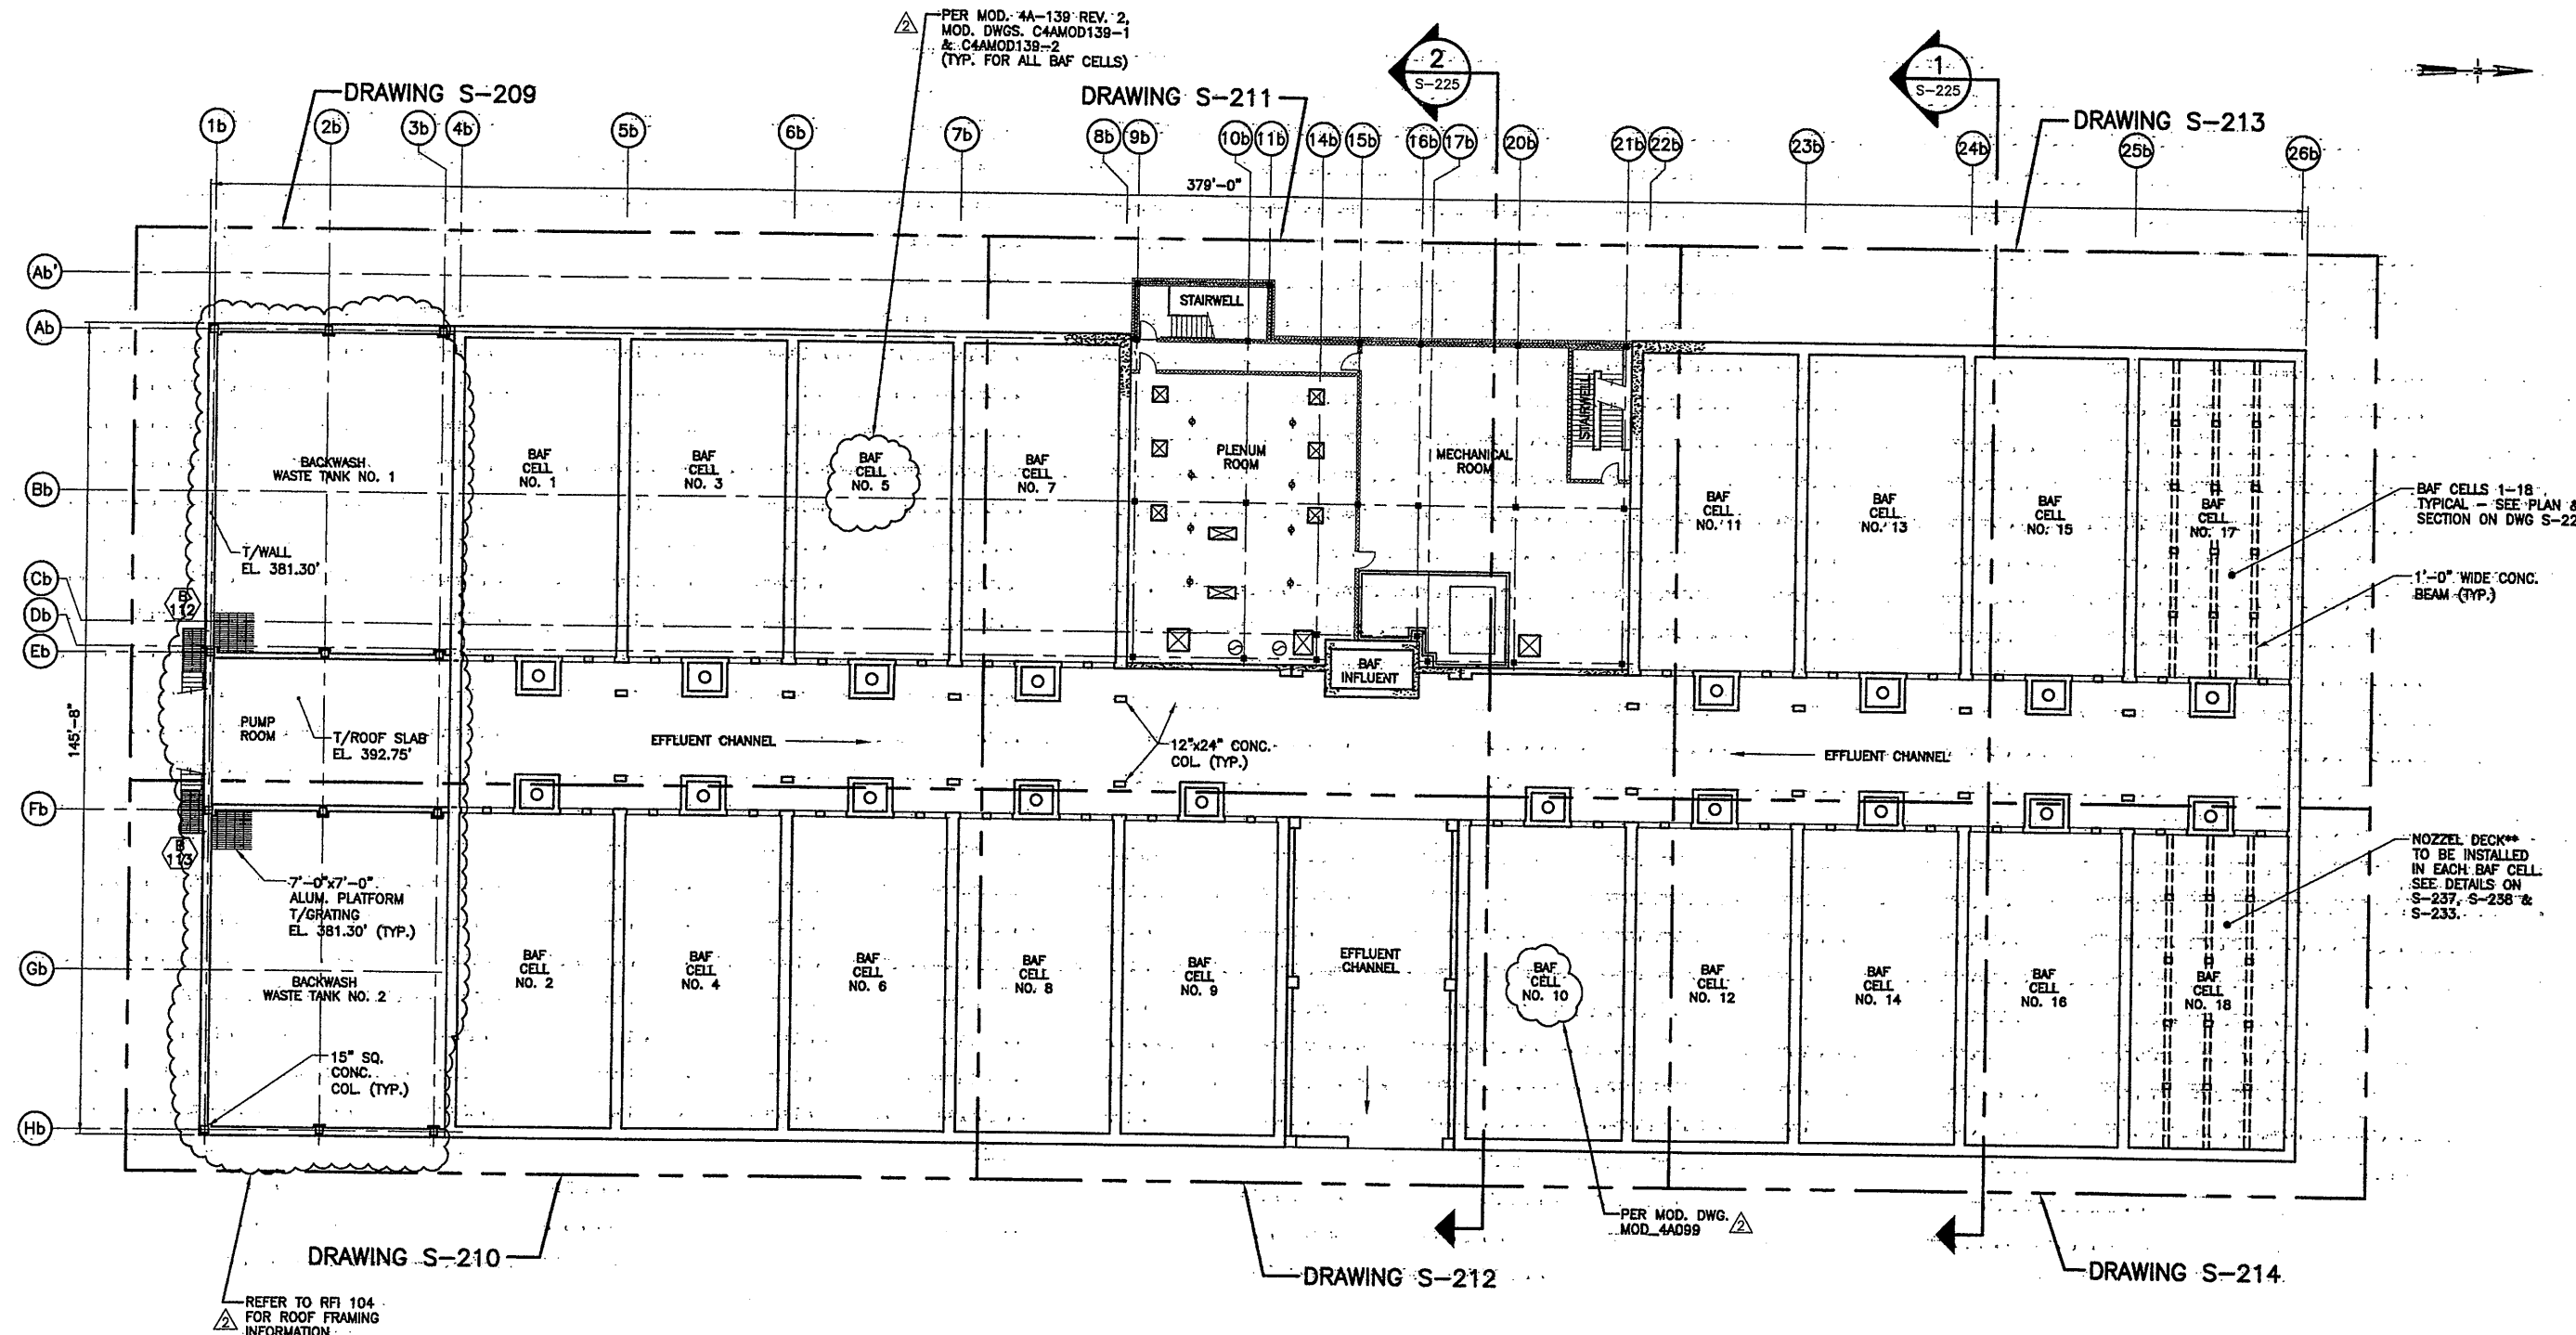 PER MOD. 4A-139 REV. 2,
MOD. DWGS. C4AMOD139-1
& C4AMOD139-2
(TYP. FOR ALL BAF CELLS)
2
DRAWING S-209
DRAWING S-211
2
S-225
1
S-225
DRAWING S-213
1b
2b
3b
4b
5b
6b
7b
8b
9b
10b
11b
14b
15b
16b
17b
20b
21b
22b
23b
24b
25b
26b
379'-0"
Ab'
Ab
Bb
Cb
Db
Eb
Fb
Gb
Hb
145'-8"
STAIRWELL
BACKWASH
WASTE TANK NO. 1
BAF
CELL
NO. 1
BAF
CELL
NO. 3
BAF
CELL
NO. 5
BAF
CELL
NO. 7
PLENUM
ROOM
MECHANICAL
ROOM
STAIRWELL
BAF
CELL
NO. 11
BAF
CELL
NO. 13
BAF
CELL
NO. 15
BAF
CELL
NO. 17
BAF CELLS 1-18
TYPICAL - SEE PLAN &
SECTION ON DWG S-22
1'-0" WIDE CONC.
BEAM (TYP.)
T/WALL
EL. 381.30'
B
112
BAF
INFLUENT
PUMP
ROOM
T/ROOF SLAB
EL. 392.75'
EFFLUENT CHANNEL
12"x24" CONC.
COL. (TYP.)
EFFLUENT CHANNEL
B
113
7'-0"x7'-0"
ALUM. PLATFORM
T/GRATING
EL. 381.30' (TYP.)
BACKWASH
WASTE TANK NO. 2
15" SQ.
CONC.
COL. (TYP.)
BAF
CELL
NO. 2
BAF
CELL
NO. 4
BAF
CELL
NO. 6
BAF
CELL
NO. 8
BAF
CELL
NO. 9
EFFLUENT
CHANNEL
BAF
CELL
NO. 10
BAF
CELL
NO. 12
BAF
CELL
NO. 14
BAF
CELL
NO. 16
BAF
CELL
NO. 18
NOZZEL DECK**
TO BE INSTALLED
IN EACH BAF CELL.
SEE DETAILS ON
S-237, S-238 &
S-233.
PER MOD. DWG.
MOD_4A099
2
DRAWING S-210
DRAWING S-212
DRAWING S-214
REFER TO RFI 104
FOR ROOF FRAMING
INFORMATION
2